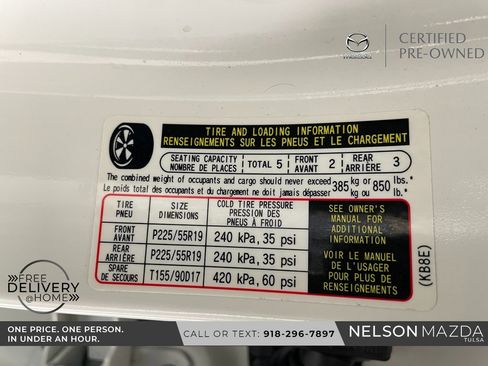 mazda
CERTIFIED
PRE-OWNED
TIRE AND LOADING INFORMATION
RENSEIGNEMENTS SUR LES PNEUS ET LE CHARGEMENT
SEATING CAPACITY
NOMBRE DE PLACES
TOTAL 5
FRONT
AVANT
2
REAR
ARRIÈRE
3
The combined weight of occupants and cargo should never exceed
Le poids total des occupants et du chargement ne doit jamais dépasser
385 kg or
kg ou
850 lbs.
lb.
TIRE
PNEU
SIZE
DIMENSIONS
COLD TIRE PRESSURE
PRESSION DES
PNEUS À FROID
FRONT
AVANT
P225/55R19
240 kPa, 35 psi
REAR
ARRIÈRE
P225/55R19
240 kPa, 35 psi
SPARE
DE SECOURS
T155/90D17
420 kPa, 60 psi
SEE OWNER'S
MANUAL FOR
ADDITIONAL
INFORMATION
VOIR LE MANUEL
DE L'USAGER
POUR PLUS DE
RENSEIGNEMENTS
(KB8E)
FREE
DELIVERY
@HOME
ONE PRICE. ONE PERSON.
IN UNDER AN HOUR.
CALL OR TEXT: 918-296-7897
NELSON MAZDA
TULSA